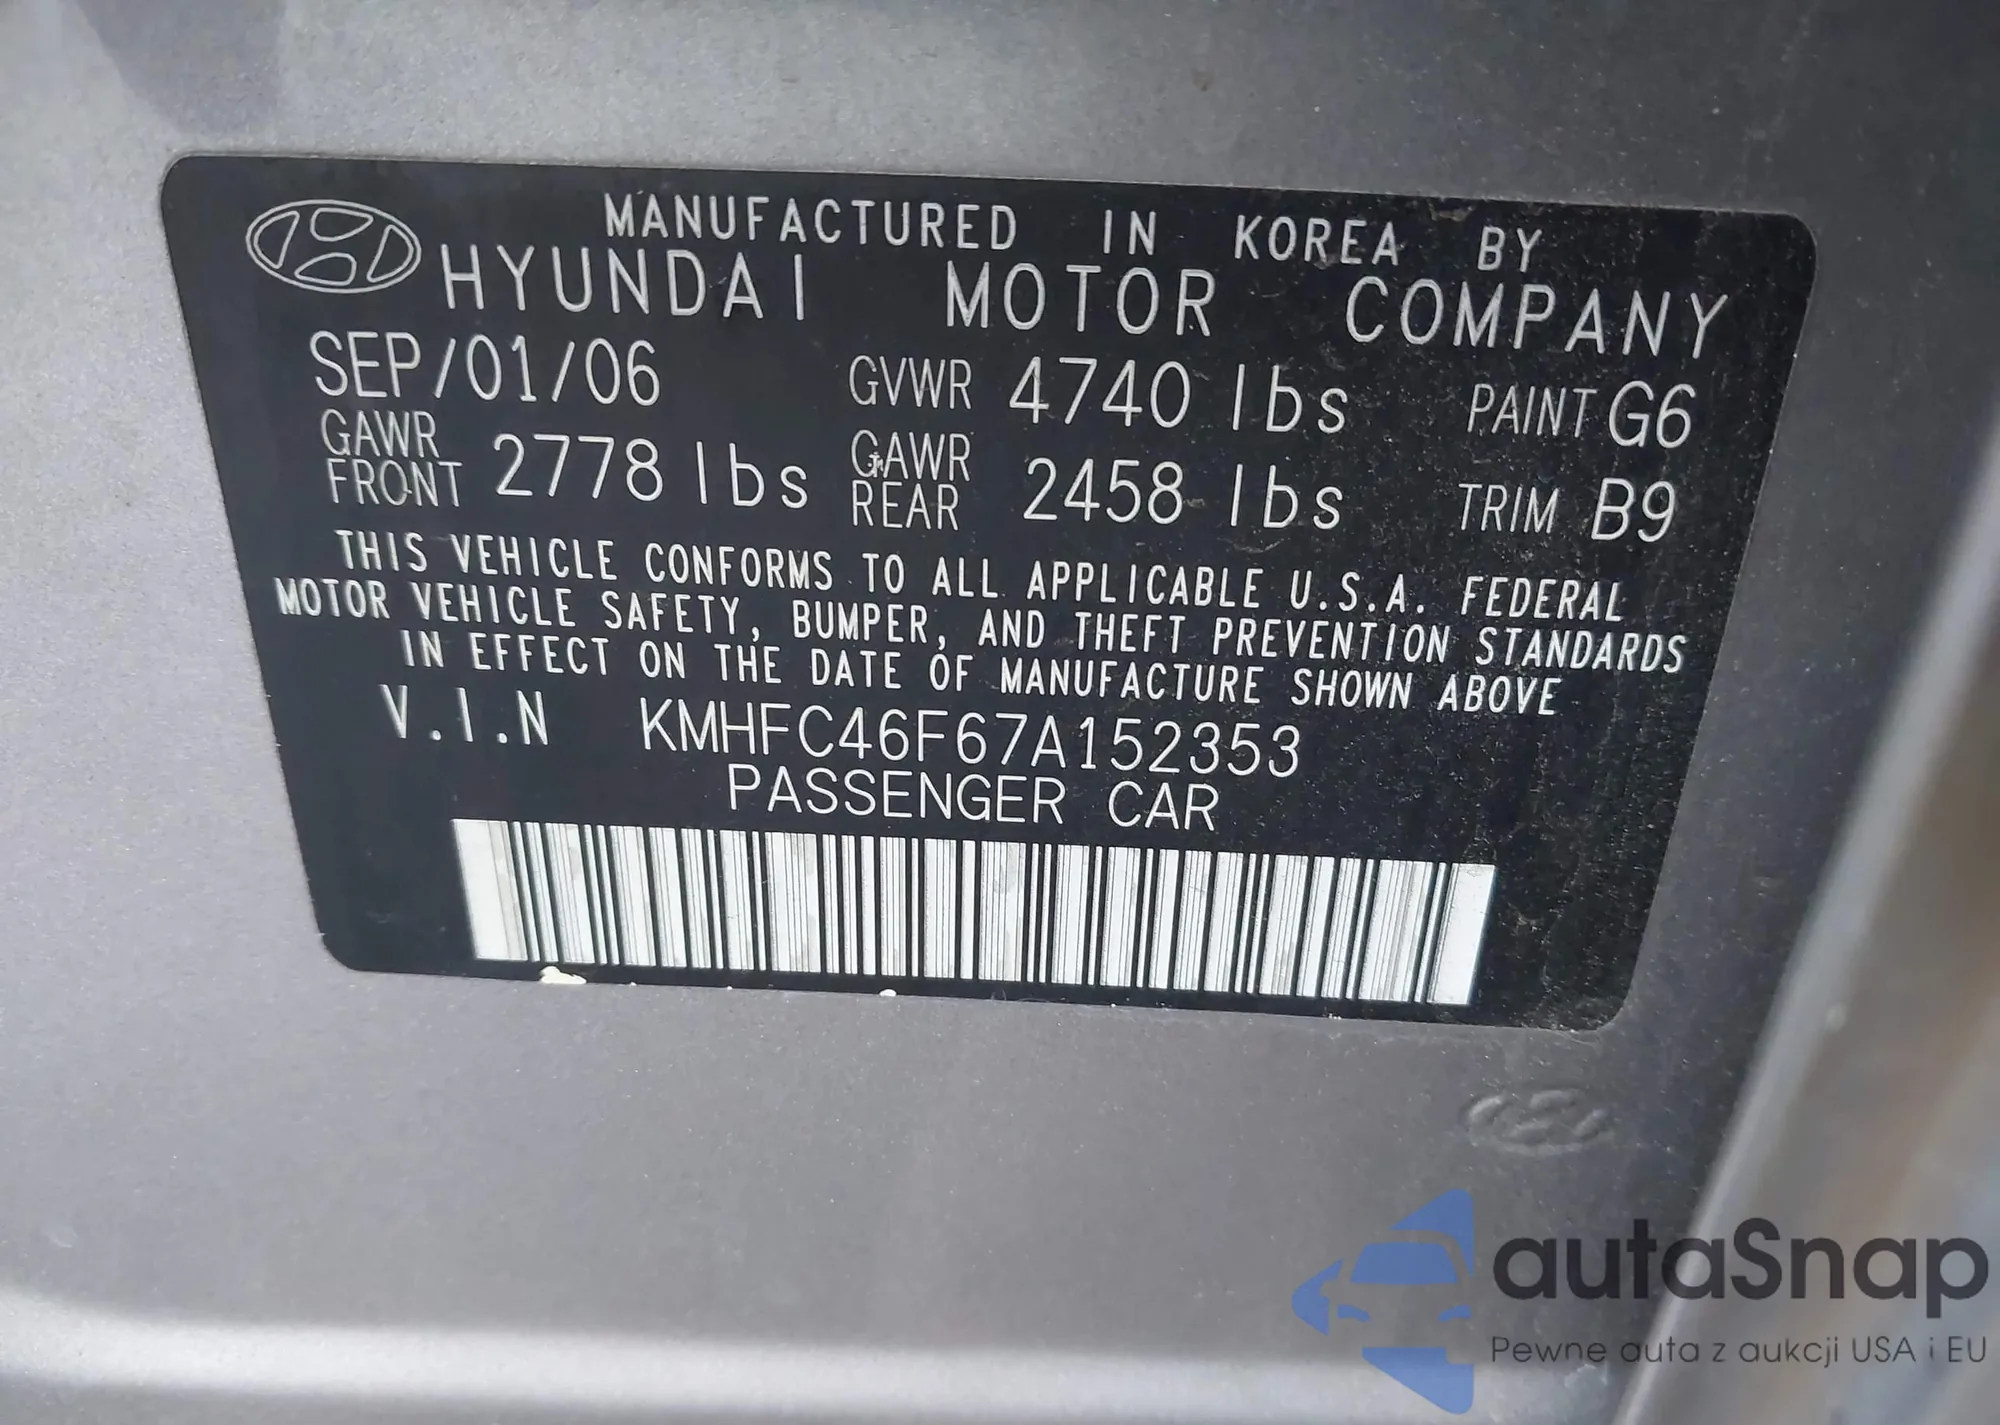 MANUFACTURED IN KOREA BY
HYUNDAI MOTOR COMPANY
SEP/01/06 GVWR 4740 lbs PAINT G6
GAWR FRONT 2778 lbs GAWR REAR 2458 lbs TRIM B9
THIS VEHICLE CONFORMS TO ALL APPLICABLE U.S.A. FEDERAL
MOTOR VEHICLE SAFETY, BUMPER, AND THEFT PREVENTION STANDARDS
IN EFFECT ON THE DATE OF MANUFACTURE SHOWN ABOVE
V.I.N KMHFC46F67A152353
PASSENGER CAR
autaSnap
Pewne auta z aukcji USA i EU